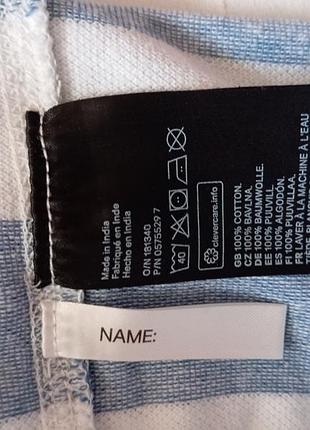 Made in India
Fabriqué en Inde
Hecho en India
O/N 181340
P/N 05755297 7
40
clevercare.info
GB 100% COTTON.
CZ 100% BAVLNA.
DE 100% BAUMWOLLE.
EE 100% PUUVILL.
ES 100% ALGODÓN.
FI 100% PUUVILLAA.
FR LAVER À LA MACHINE À L'EAU
NAME: